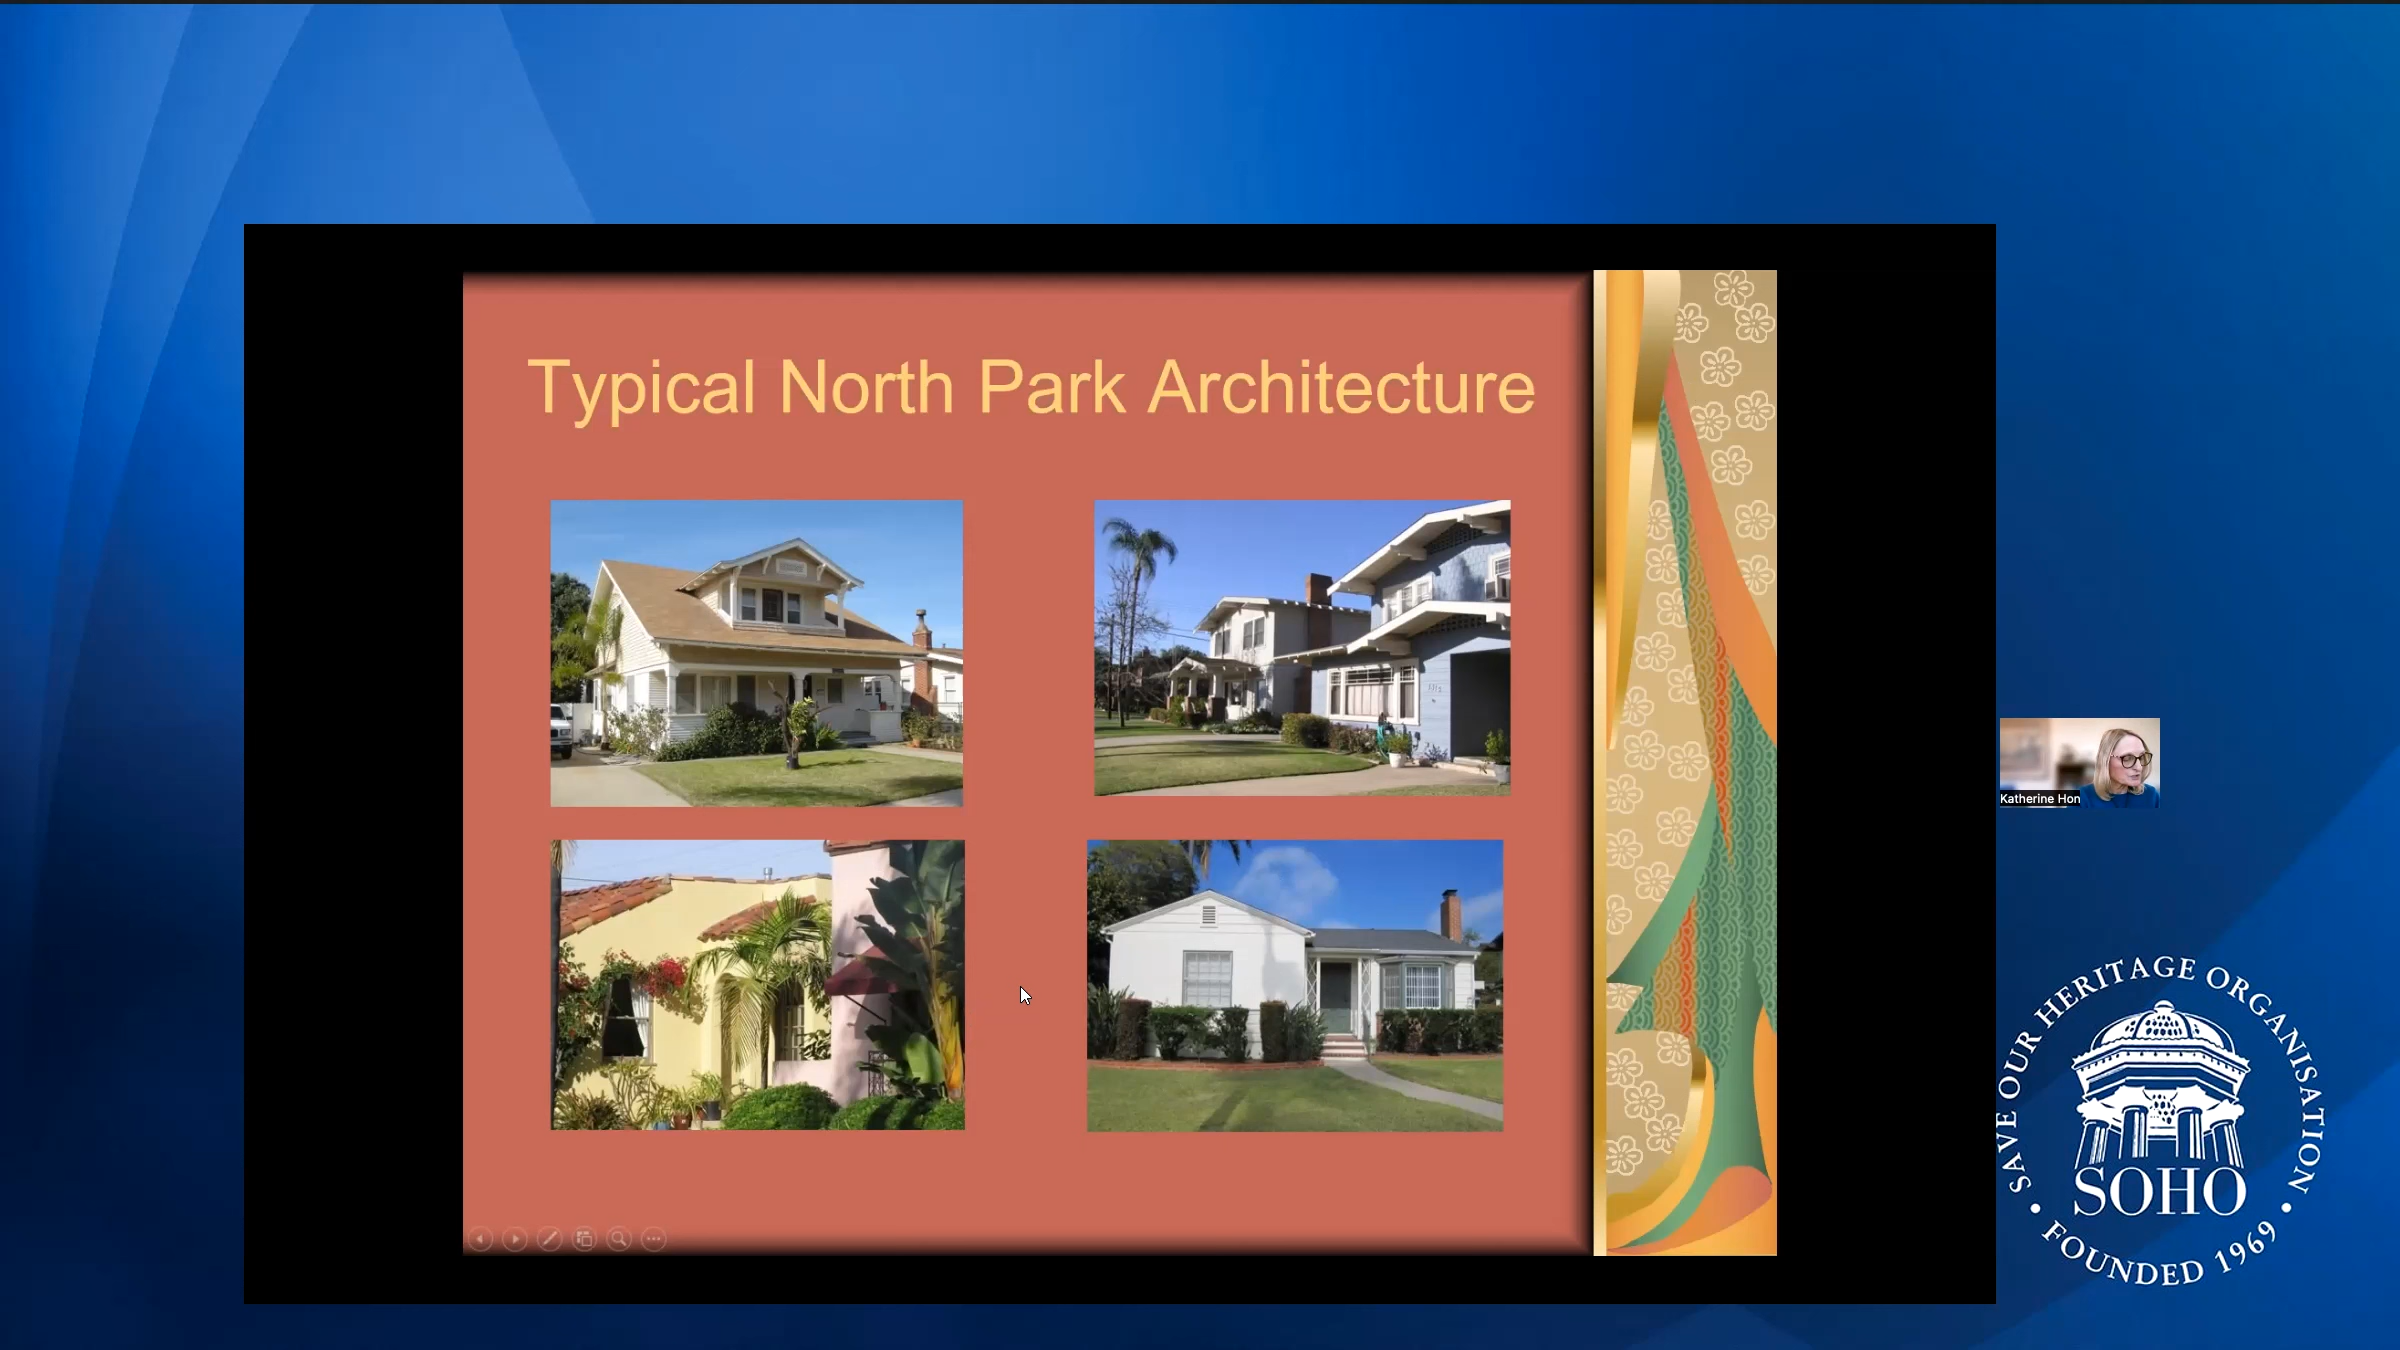 Typical North Park Architecture
Katherine Hon
SAVE OUR HERITAGE ORGANISATION
SOHO
FOUNDED 1969